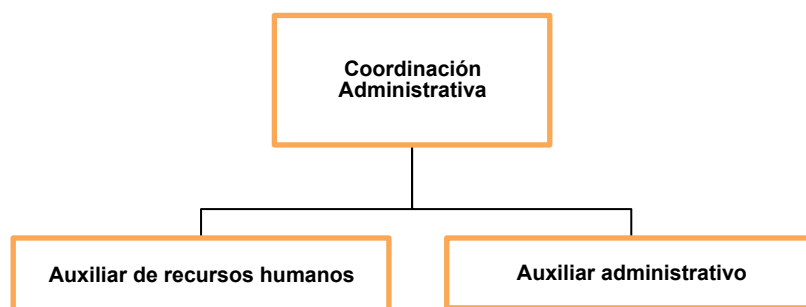 Coordinación
Administrativa
Auxiliar de recursos humanos
Auxiliar administrativo